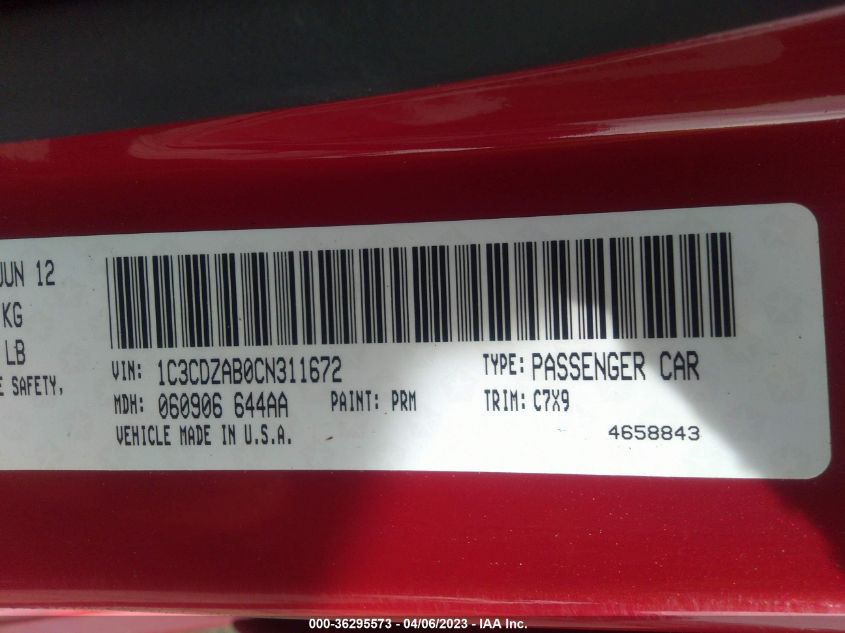 JUN 12
KG
LB
E SAFETY,
VIN: 1C3CDZAB0CN311672
TYPE: PASSENGER CAR
MDH: 060906 644AA
PAINT: PRM
TRIM: C7X9
VEHICLE MADE IN U.S.A.
4658843
000-36295573 - 04/06/2023 - IAA Inc.